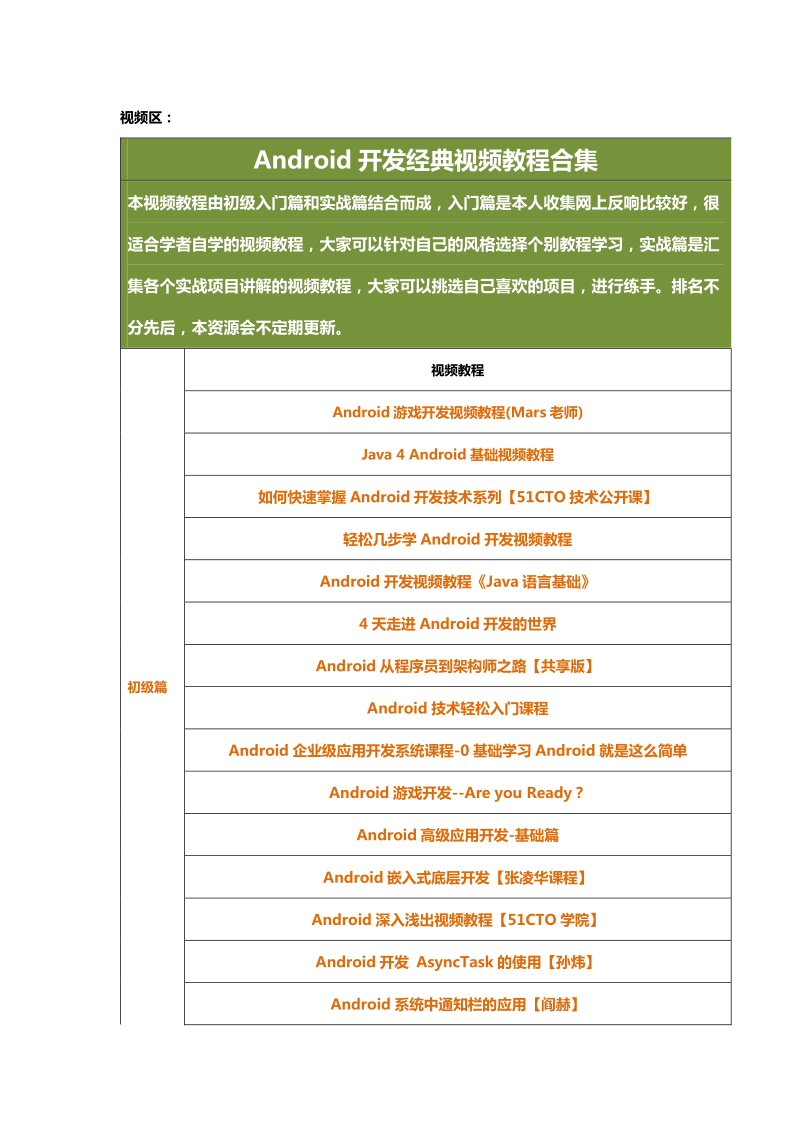 视频区：
Android 开发经典视频教程合集
本视频教程由初级入门篇和实战篇结合而成，入门篇是本人收集网上反响比较好，很
适合学者自学的视频教程，大家可以针对自己的风格选择个别教程学习，实战篇是汇
集各个实战项目讲解的视频教程，大家可以挑选自己喜欢的项目，进行练手。排名不
分先后，本资源会不定期更新。
视频教程
Android 游戏开发视频教程(Mars 老师)
Java 4 Android 基础视频教程
如何快速掌握 Android 开发技术系列【51CTO 技术公开课】
轻松几步学 Android 开发视频教程
Android 开发视频教程《Java 语言基础》
4 天走进 Android 开发的世界
Android 从程序员到架构师之路【共享版】
初级篇
Android 技术轻松入门课程
Android 企业级应用开发系统课程-0 基础学习 Android 就是这么简单
Android 游戏开发--Are you Ready？
Android 高级应用开发-基础篇
Android 嵌入式底层开发【张凌华课程】
Android 深入浅出视频教程【51CTO 学院】
Android 开发 AsyncTask 的使用【孙炜】
Android 系统中通知栏的应用【阎赫】